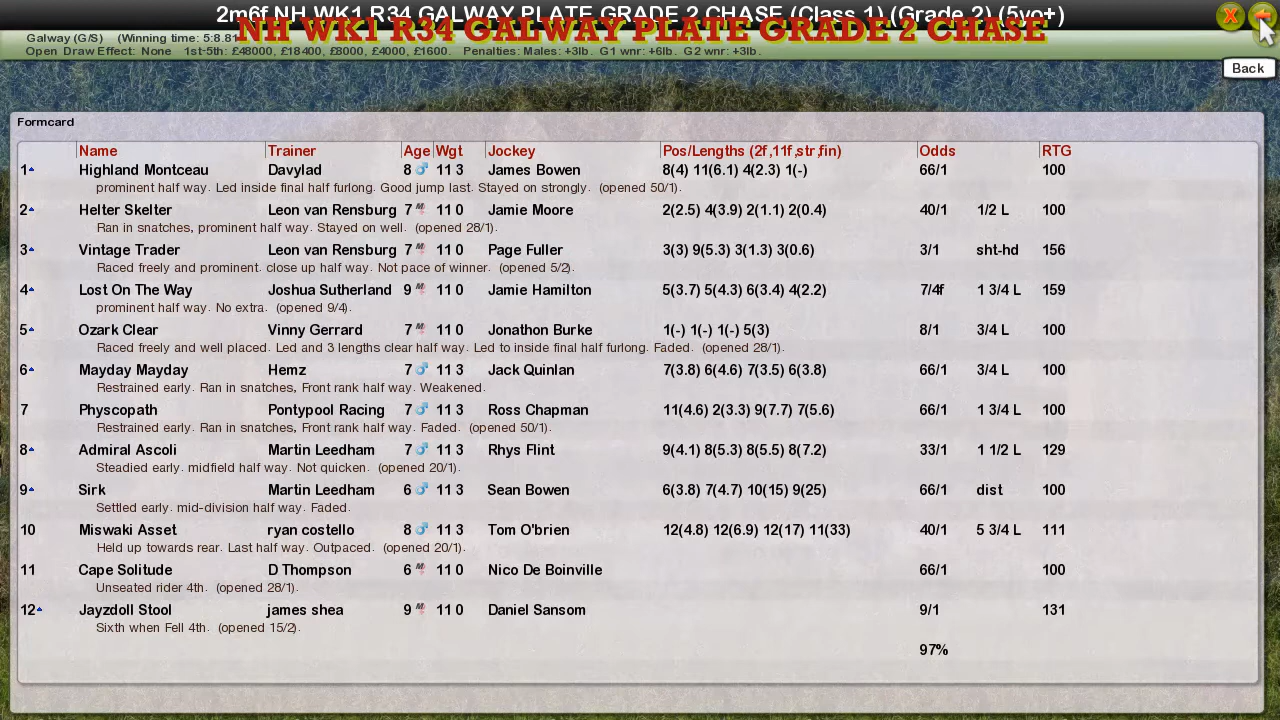 2m6f NH WK1 R34 GALWAY PLATE GRADE 2 CHASE (Class 1) (Grade 2) (5yo+)
NH WK1 R34 GALWAY PLATE GRADE 2 CHASE
Galway (G/S) (Winning time: 5:8.81
Open Draw Effect: None 1st-5th: £48000, £18400, £8000, £4000, £1600. Penalties: Males: +3lb. G1 wnr: +6lb. G2 wnr: +3lb.
X
Back
Formcard
Name Trainer Age Wgt Jockey Pos/Lengths (2f,11f,str,fin) Odds RTG
1 Highland Montceau Davylad 8 11 3 James Bowen 8(4) 11(6.1) 4(2.3) 1(-) 66/1 100
prominent half way. Led inside final half furlong. Good jump last. Stayed on strongly. (opened 50/1).
2 Helter Skelter Leon van Rensburg 7 M 11 0 Jamie Moore 2(2.5) 4(3.9) 2(1.1) 2(0.4) 40/1 1/2 L 100
Ran in snatches, prominent half way. Stayed on well. (opened 28/1).
3 Vintage Trader Leon van Rensburg 7 M 11 0 Page Fuller 3(3) 9(5.3) 3(1.3) 3(0.6) 3/1 sht-hd 156
Raced freely and prominent. close up half way. Not pace of winner. (opened 5/2).
4 Lost On The Way Joshua Sutherland 9 M 11 0 Jamie Hamilton 5(3.7) 5(4.3) 6(3.4) 4(2.2) 7/4f 1 3/4 L 159
prominent half way. No extra. (opened 9/4).
5 Ozark Clear Vinny Gerrard 7 M 11 0 Jonathon Burke 1(-) 1(-) 1(-) 5(3) 8/1 3/4 L 100
Raced freely and well placed. Led and 3 lengths clear half way. Led to inside final half furlong. Faded. (opened 28/1).
6 Mayday Mayday Hemz 7 11 3 Jack Quinlan 7(3.8) 6(4.6) 7(3.5) 6(3.8) 66/1 3/4 L 100
Restrained early. Ran in snatches, Front rank half way. Weakened.
7 Physcopath Pontypool Racing 7 11 3 Ross Chapman 11(4.6) 2(3.3) 9(7.7) 7(5.6) 66/1 1 3/4 L 100
Restrained early. Ran in snatches, Front rank half way. Faded. (opened 50/1).
8 Admiral Ascoli Martin Leedham 7 11 3 Rhys Flint 9(4.1) 8(5.3) 8(5.5) 8(7.2) 33/1 1 1/2 L 129
Steadied early. midfield half way. Not quicken. (opened 20/1).
9 Sirk Martin Leedham 6 11 3 Sean Bowen 6(3.8) 7(4.7) 10(15) 9(25) 66/1 dist 100
Settled early. mid-division half way. Faded.
10 Miswaki Asset ryan costello 8 11 3 Tom O'brien 12(4.8) 12(6.9) 12(17) 11(33) 40/1 5 3/4 L 111
Held up towards rear. Last half way. Outpaced. (opened 20/1).
11 Cape Solitude D Thompson 6 M 11 0 Nico De Boinville 66/1 100
Unseated rider 4th. (opened 28/1).
12 Jayzdoll Stool james shea 9 M 11 0 Daniel Sansom 9/1 131
Sixth when Fell 4th. (opened 15/2).
97%